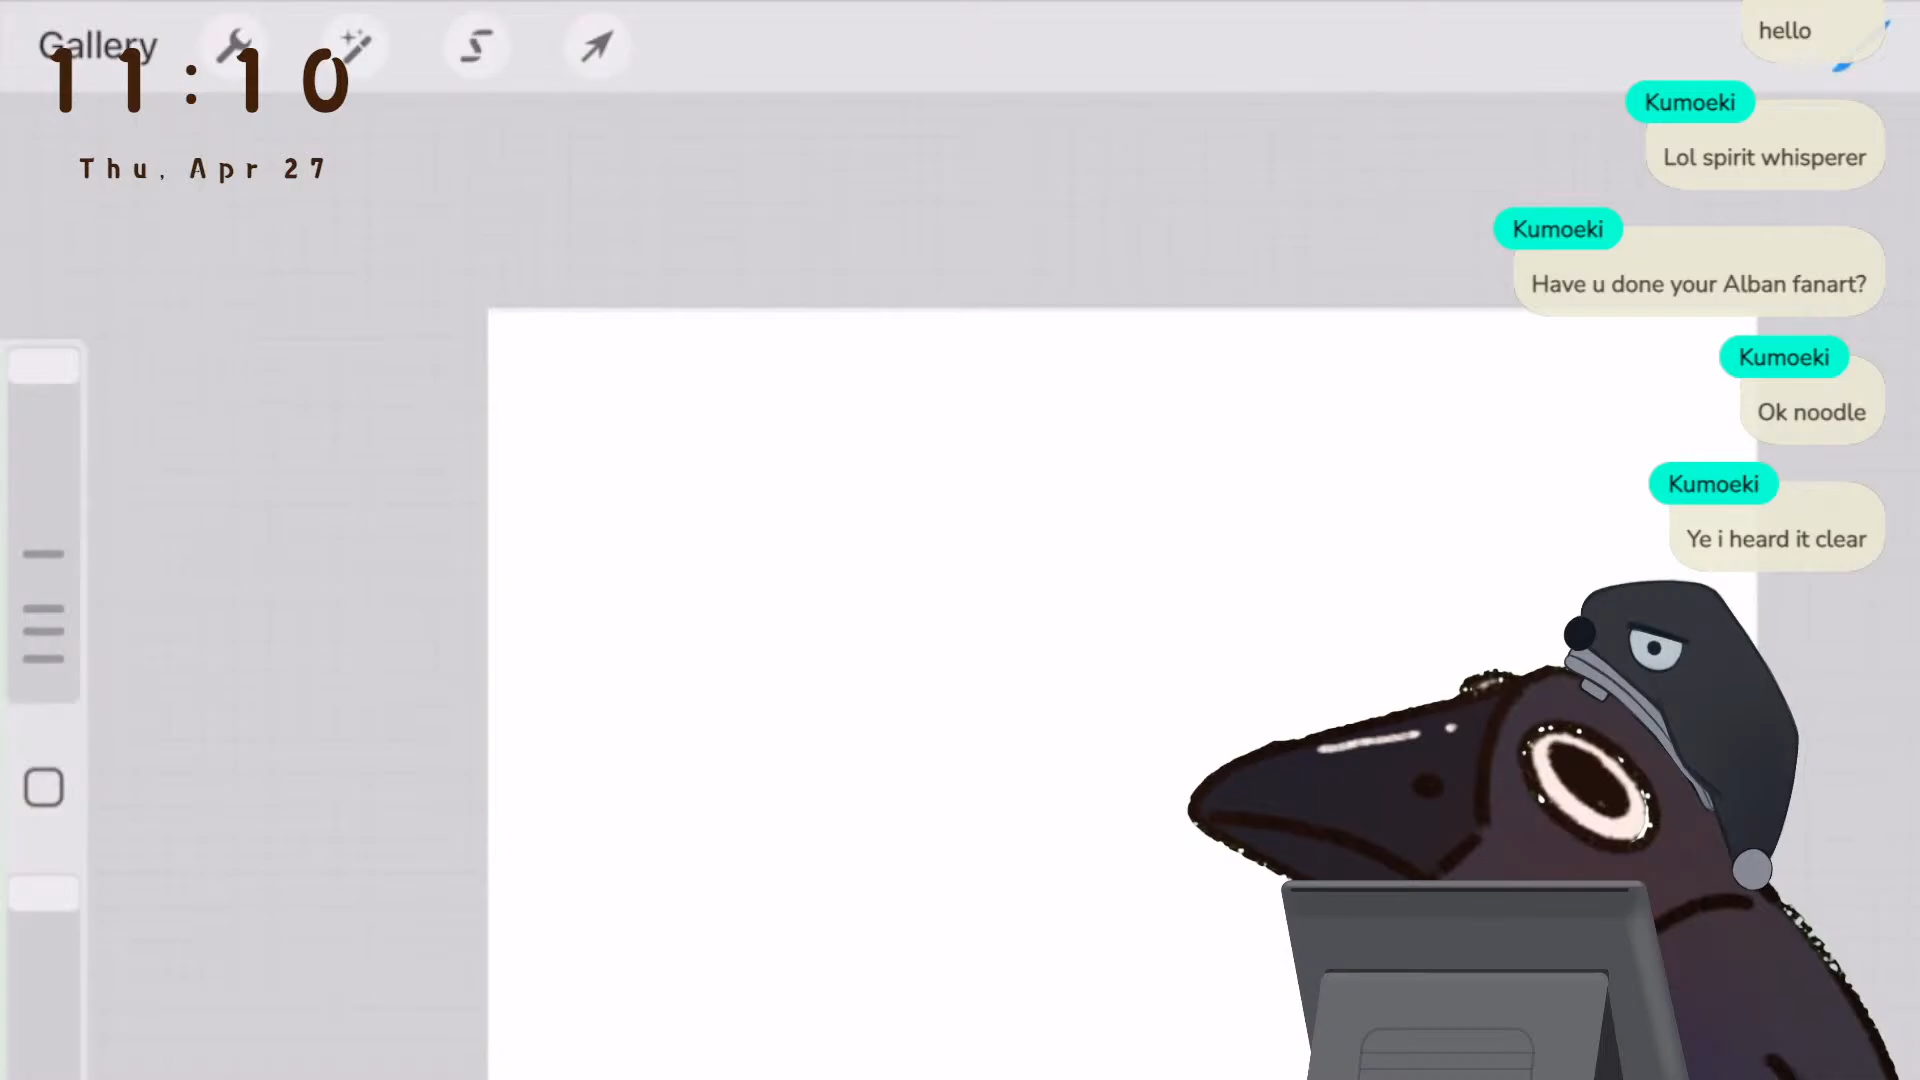 Gallery
11:10
Thu, Apr 27
hello
Kumoeki
Lol spirit whisperer
Kumoeki
Have u done your Alban fanart?
Kumoeki
Ok noodle
Kumoeki
Ye i heard it clear